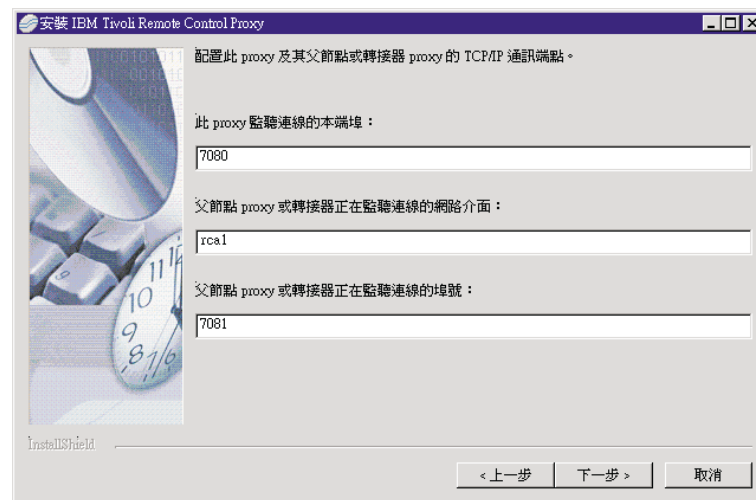 安裝 IBM Tivoli Remote Control Proxy
配置此 proxy 及其父節點或轉接器 proxy 的 TCP/IP 通訊端點。
此 proxy 監聽連線的本端埠：
7080
父節點 proxy 或轉接器正在監聽連線的網路介面：
rca1
父節點 proxy 或轉接器正在監聽連線的埠號：
7081
InstallShield
< 上一步
下一步 >
取消